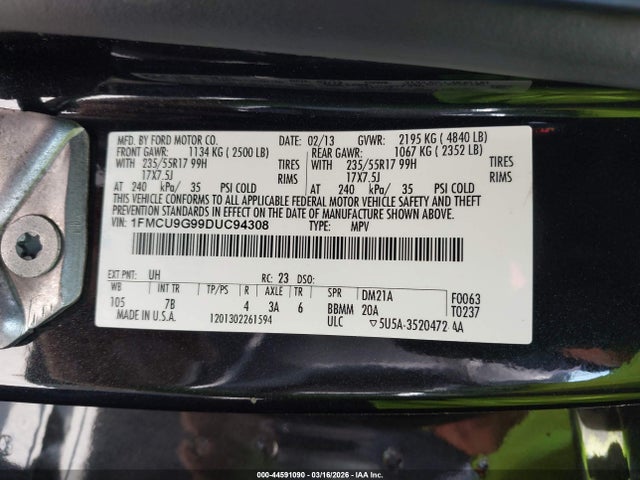 MFD. BY FORD MOTOR CO. DATE: 02/13 GVWR: 2195 KG ( 4840 LB)
FRONT GAWR: 1134 KG ( 2500 LB) REAR GAWR: 1067 KG ( 2352 LB)
WITH 235/55R17 99H TIRES WITH 235/55R17 99H TIRES
17X7.5J RIMS 17X7.5J RIMS
AT 240 kPa/ 35 PSI COLD AT 240 kPa/ 35 PSI COLD
THIS VEHICLE CONFORMS TO ALL APPLICABLE FEDERAL MOTOR VEHICLE SAFETY AND THEFT
PREVENTION STANDARDS IN EFFECT ON THE DATE OF MANUFACTURE SHOWN ABOVE.
VIN: 1FMCU9G99DUC94308 TYPE: MPV
EXT PNT: UH RC: 23 DSO:
WB INT TR TP/PS R AXLE TR SPR DM21A F0063
105 7B 4 3A 6 BBMM 20A T0237
MADE IN U.S.A. 1201302261594 ULC 5U5A-3520472 AA
000-44591090 — 03/16/2026 — IAA Inc.